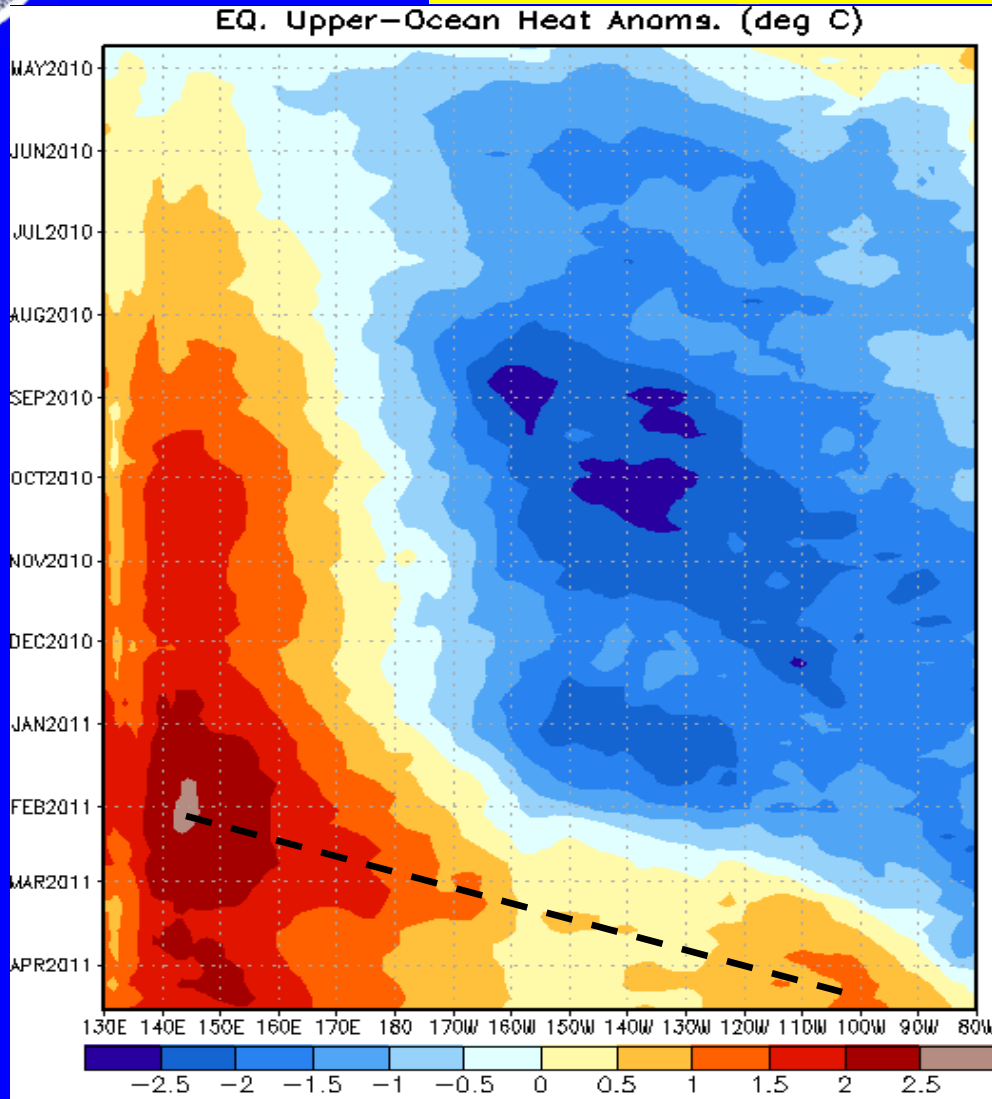 EQ. Upper-Ocean Heat Anoms. (deg C)
MAY2010
JUN2010
JUL2010
AUG2010
SEP2010
OCT2010
NOV2010
DEC2010
JAN2011
FEB2011
MAR2011
APR2011
130E 140E 150E 160E 170E 180 170W 160W 150W 140W 130W 120W 110W 100W 90W 80W
-2.5 -2 -1.5 -1 -0.5 0 0.5 1 1.5 2 2.5